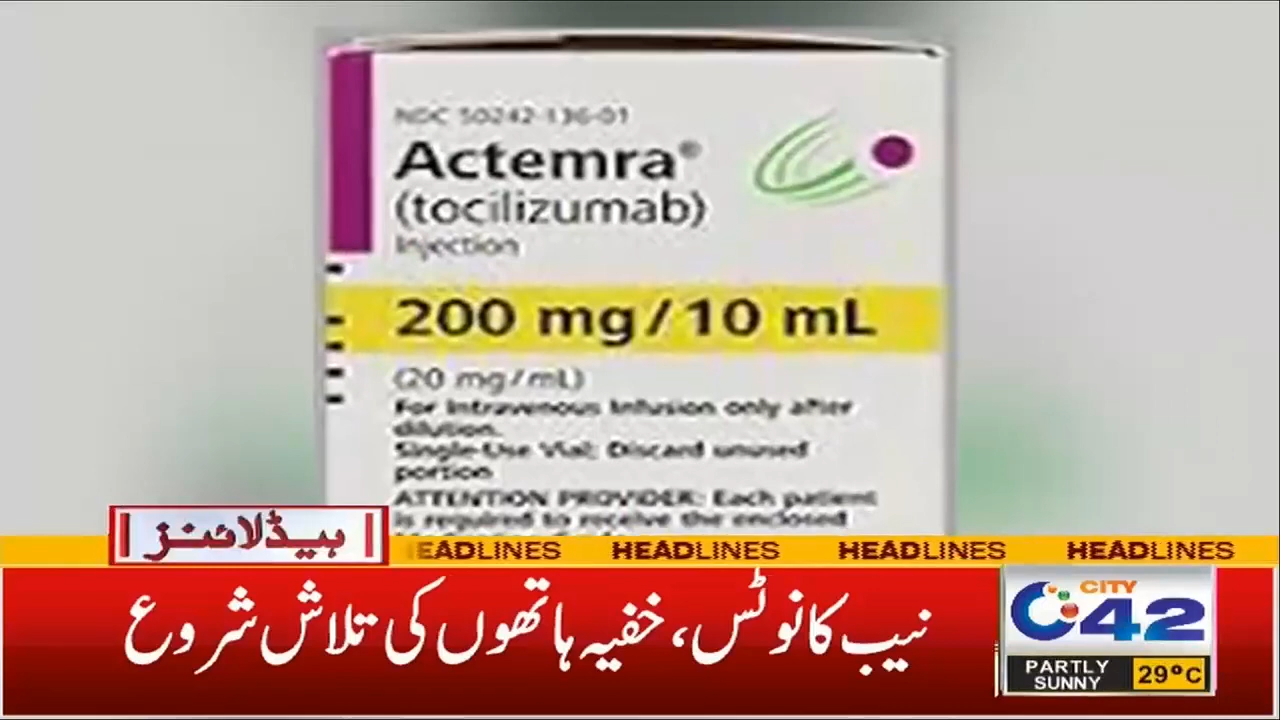 NDC 50242-136-01
Actemra®
(tocilizumab)
Injection
200 mg/10 mL
(20 mg/mL)
For Intravenous Infusion only after
dilution.
Single-Use Vial; Discard unused
portion
ATTENTION PROVIDER: Each patient
is required to receive the enclosed
ہیڈلائنز
EADLINES HEADLINES HEADLINES HEADLINES
نیب کا نوٹس، خفیہ ہاتھوں کی تلاش شروع
CITY
42
PARTLY
SUNNY
29°C